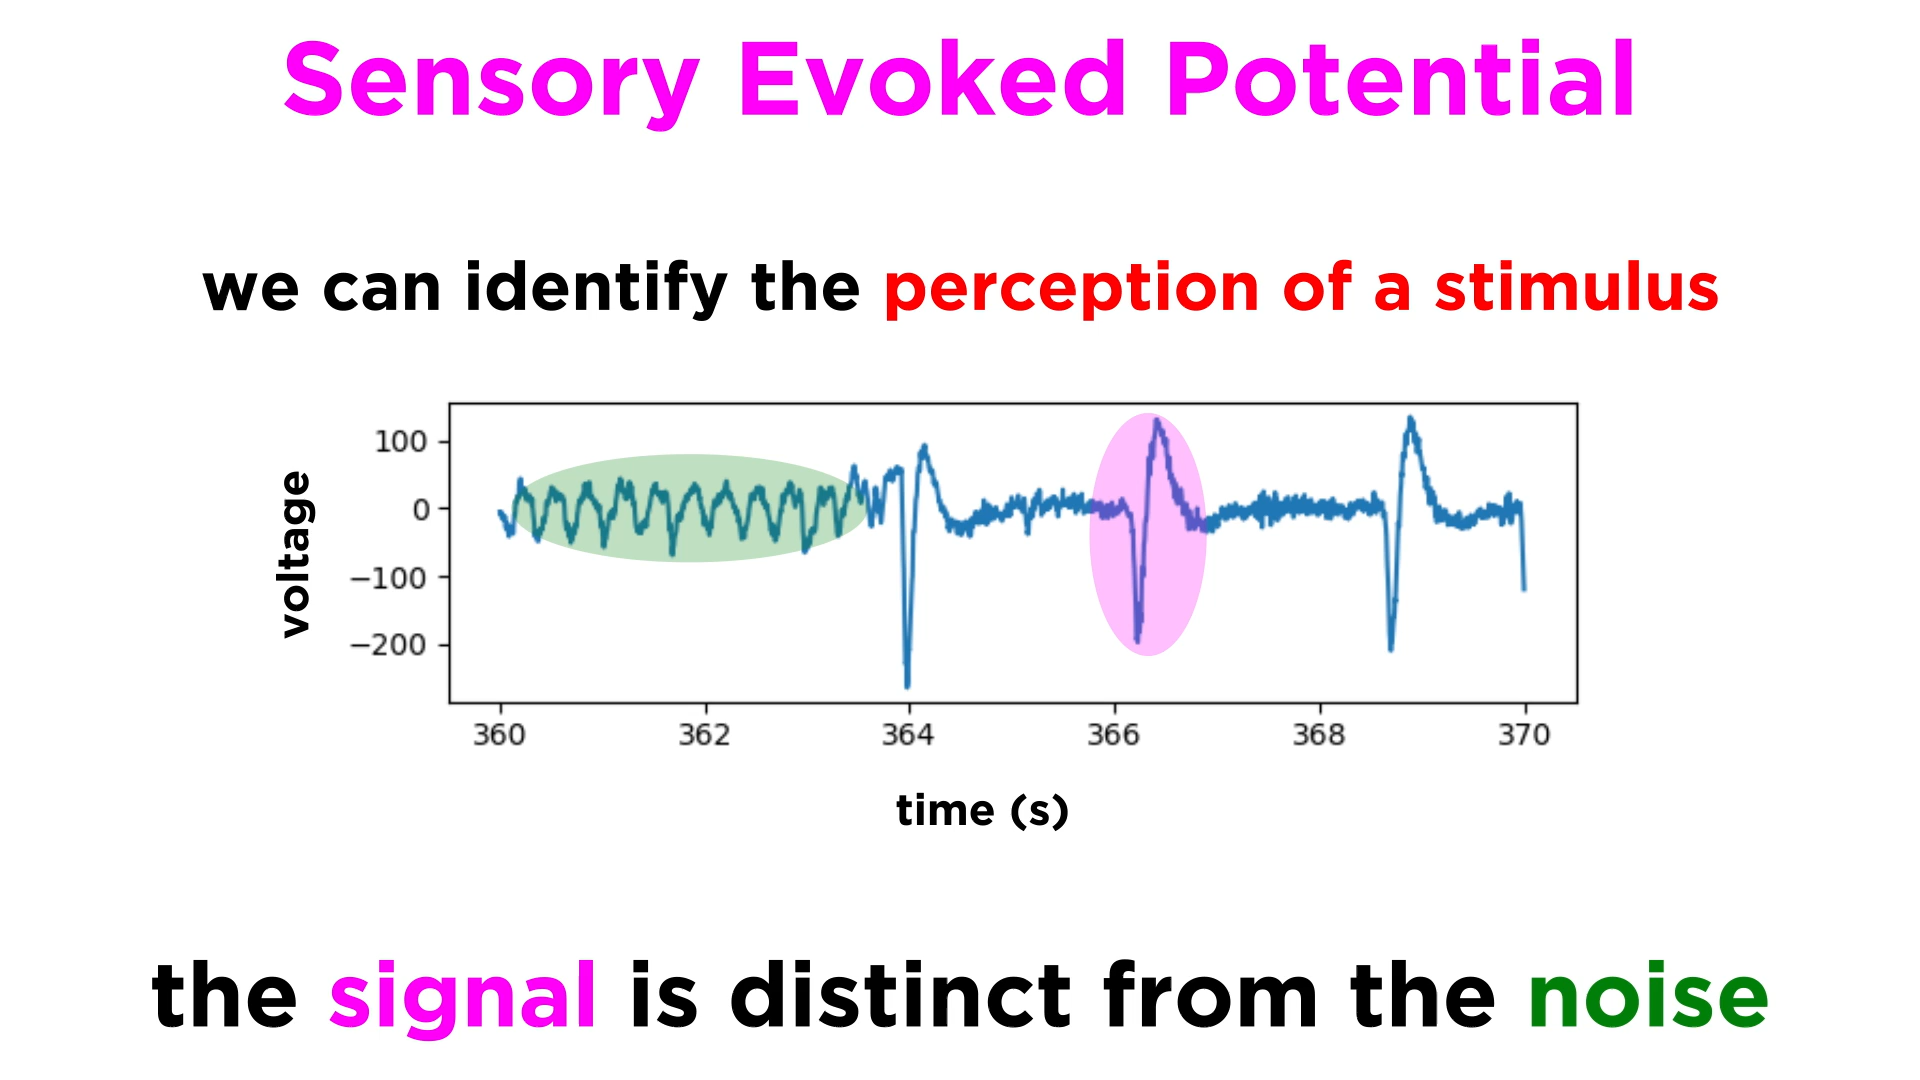 Sensory Evoked Potential
we can identify the perception of a stimulus
voltage
100
0
−100
−200
360 362 364 366 368 370
time (s)
the signal is distinct from the noise